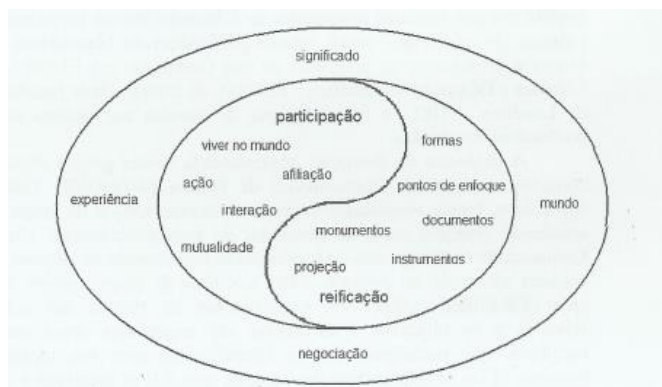 significado
participação
viver no mundo
formas
ação
afiliação
pontos de enfoque
experiência
interação
mundo
documentos
monumentos
mutualidade
instrumentos
projeção
reificação
negociação